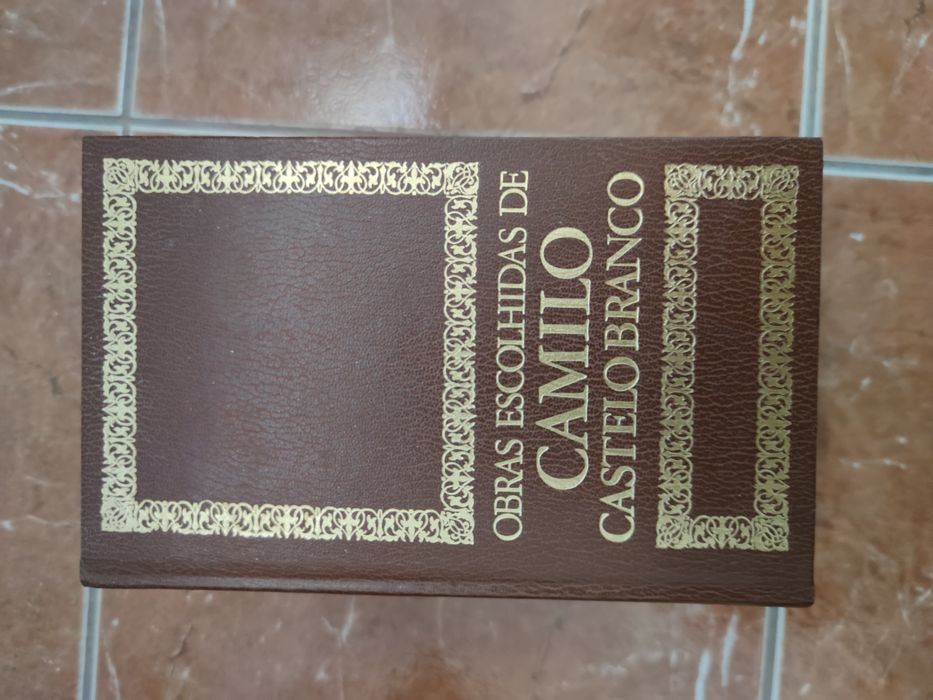 OBRAS ESCOLHIDAS DE
CAMILO
CASTELO BRANCO